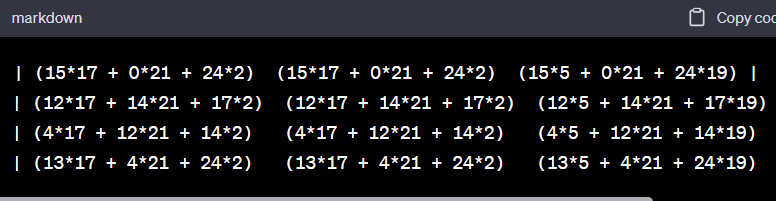 markdown Copy
| (15*17 + 0*21 + 24*2) (15*17 + 0*21 + 24*2) (15*5 + 0*21 + 24*19) |
| (12*17 + 14*21 + 17*2) (12*17 + 14*21 + 17*2) (12*5 + 14*21 + 17*19)
| (4*17 + 12*21 + 14*2) (4*17 + 12*21 + 14*2) (4*5 + 12*21 + 14*19)
| (13*17 + 4*21 + 24*2) (13*17 + 4*21 + 24*2) (13*5 + 4*21 + 24*19)